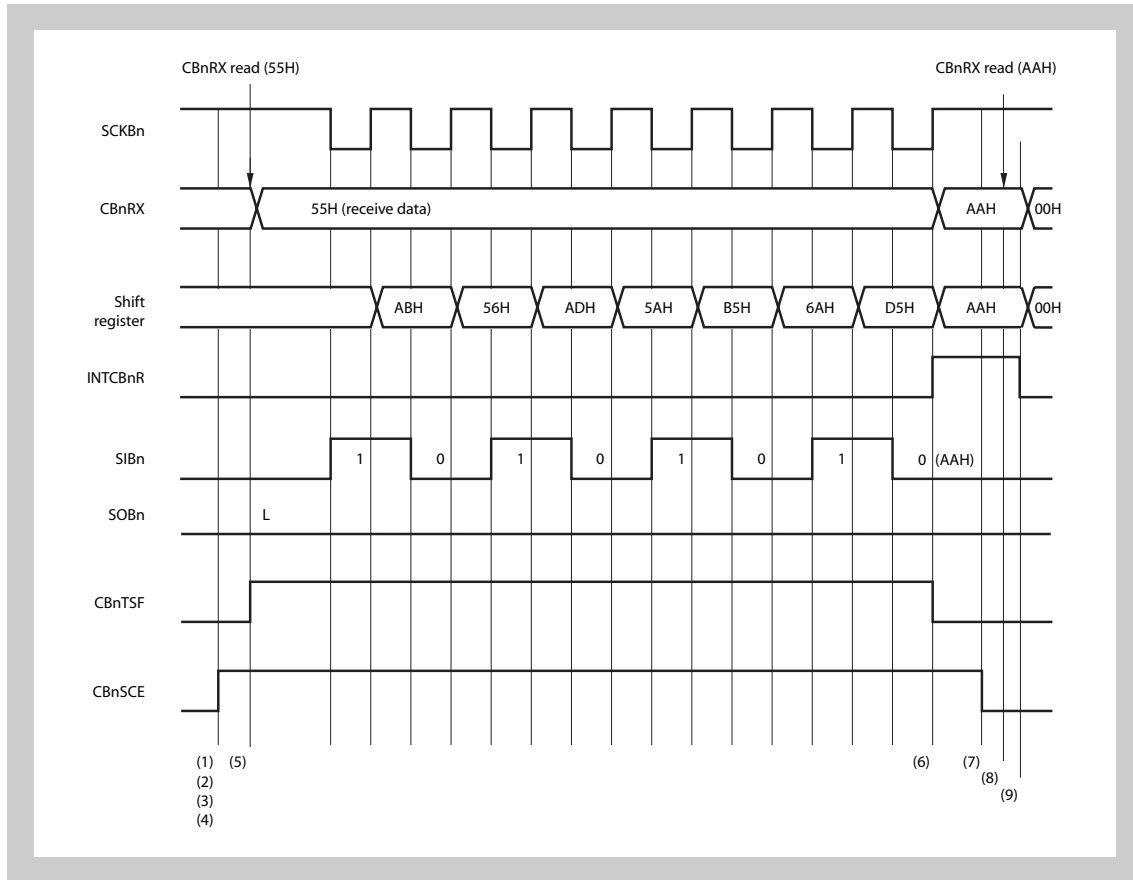 CBnRX read (55H)
CBnRX read (AAH)
SCKBn
CBnRX
55H (receive data)
AAH
00H
Shift
register
ABH
56H
ADH
5AH
B5H
6AH
D5H
AAH
00H
INTCBnR
SIBn
1
0
1
0
1
0
1
0 (AAH)
SOBn
L
CBnTSF
CBnSCE
(1)
(2)
(3)
(4)
(5)
(6)
(7)
(8)
(9)